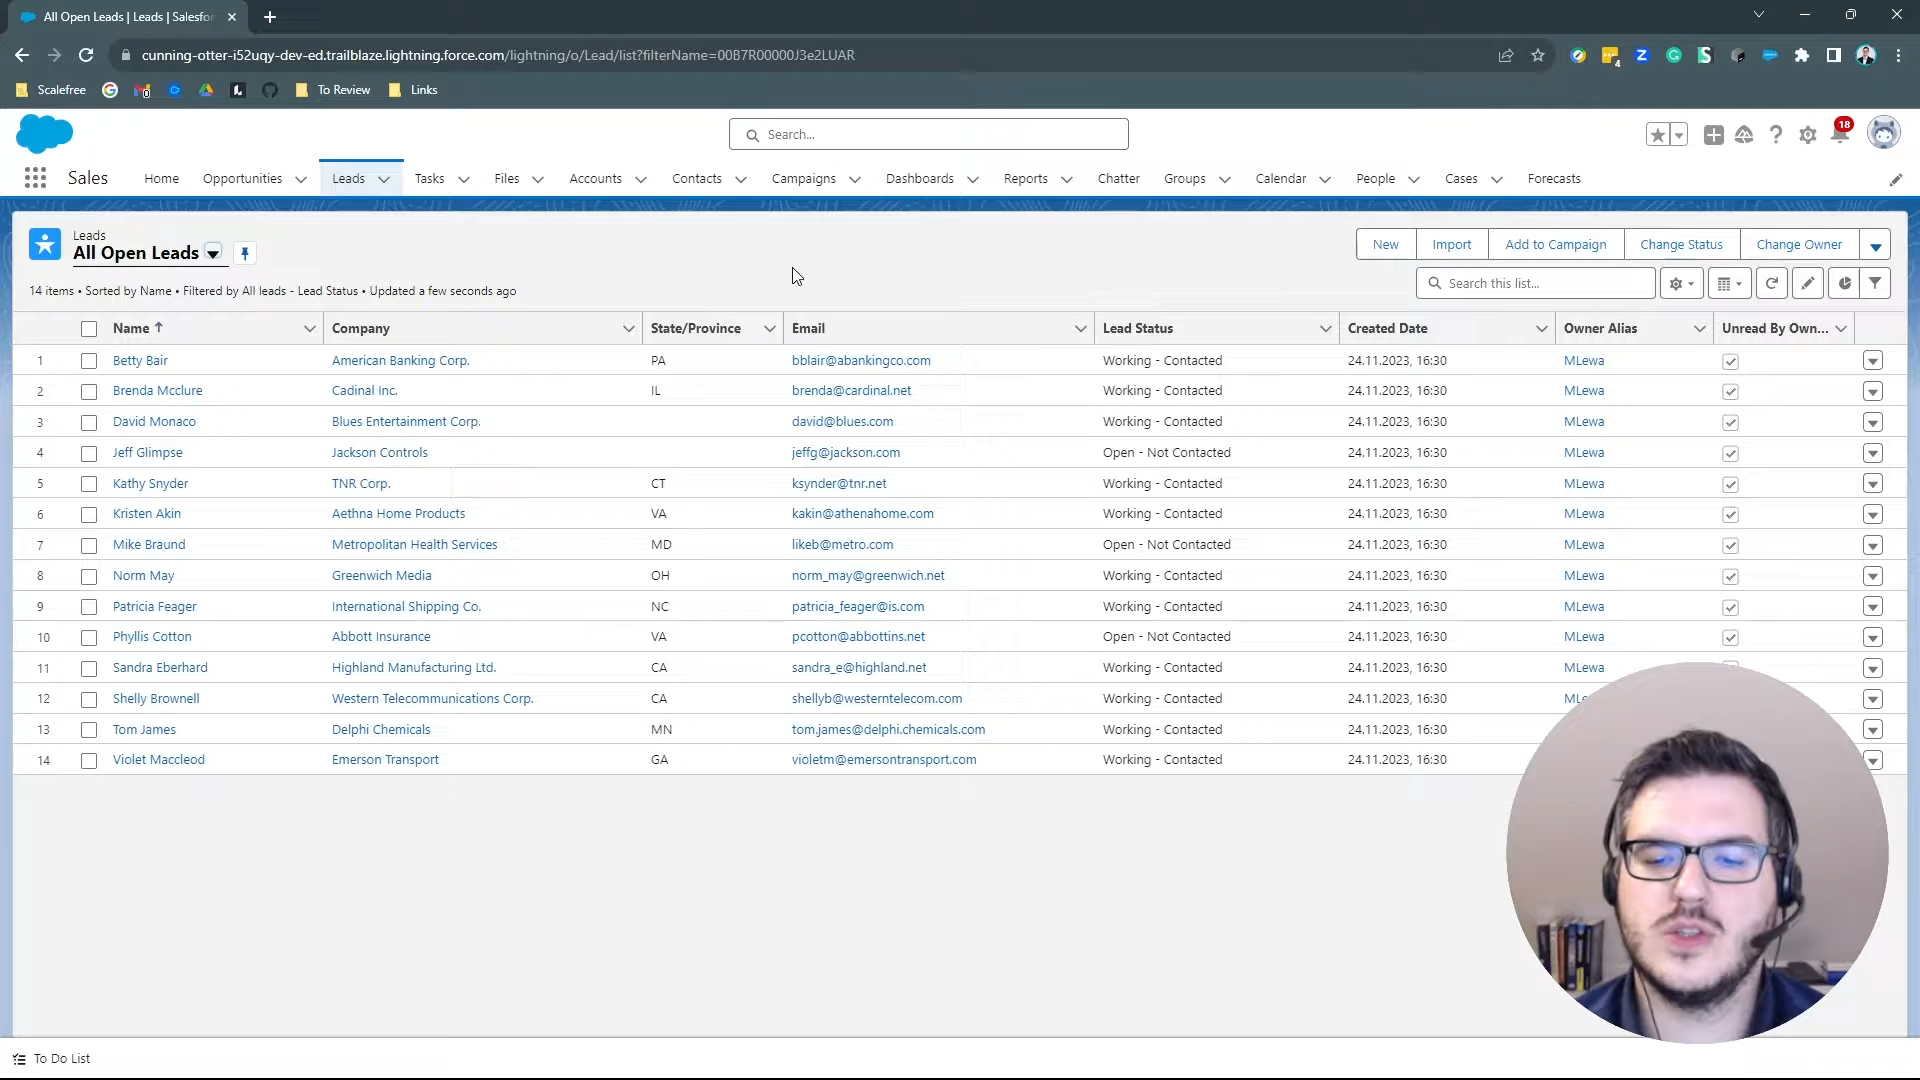 All Open Leads | Leads | Salesfor
cunning-otter-i52uqy-dev-ed.trailblaze.lightning.force.com/lightning/o/Lead/list?filterName=00B7R00000J3e2LUAR
4
Scalefree
To Review
Links
Search...
18
Sales Home Opportunities Leads Tasks Files Accounts Contacts Campaigns Dashboards Reports Chatter Groups Calendar People Cases Forecasts
Leads
All Open Leads
New Import Add to Campaign Change Status Change Owner
14 items • Sorted by Name • Filtered by All leads - Lead Status • Updated a few seconds ago
Search this list...
Name Company State/Province Email Lead Status Created Date Owner Alias Unread By Own...
1 Betty Bair American Banking Corp. PA bblair@abankingco.com Working - Contacted 24.11.2023, 16:30 MLewa
2 Brenda Mcclure Cadinal Inc. IL brenda@cardinal.net Working - Contacted 24.11.2023, 16:30 MLewa
3 David Monaco Blues Entertainment Corp. david@blues.com Working - Contacted 24.11.2023, 16:30 MLewa
4 Jeff Glimpse Jackson Controls jeffg@jackson.com Open - Not Contacted 24.11.2023, 16:30 MLewa
5 Kathy Snyder TNR Corp. CT ksynder@tnr.net Working - Contacted 24.11.2023, 16:30 MLewa
6 Kristen Akin Aethna Home Products VA kakin@athenahome.com Working - Contacted 24.11.2023, 16:30 MLewa
7 Mike Braund Metropolitan Health Services MD likeb@metro.com Open - Not Contacted 24.11.2023, 16:30 MLewa
8 Norm May Greenwich Media OH norm_may@greenwich.net Working - Contacted 24.11.2023, 16:30 MLewa
9 Patricia Feager International Shipping Co. NC patricia_feager@is.com Working - Contacted 24.11.2023, 16:30 MLewa
10 Phyllis Cotton Abbott Insurance VA pcotton@abbottins.net Open - Not Contacted 24.11.2023, 16:30 MLewa
11 Sandra Eberhard Highland Manufacturing Ltd. CA sandra_e@highland.net Working - Contacted 24.11.2023, 16:30 MLewa
12 Shelly Brownell Western Telecommunications Corp. CA shellyb@westerntelecom.com Working - Contacted 24.11.2023, 16:30 MLe
13 Tom James Delphi Chemicals MN tom.james@delphi.chemicals.com Working - Contacted 24.11.2023, 16:30
14 Violet Maccleod Emerson Transport GA violetm@emersontransport.com Working - Contacted 24.11.2023, 16:30
To Do List